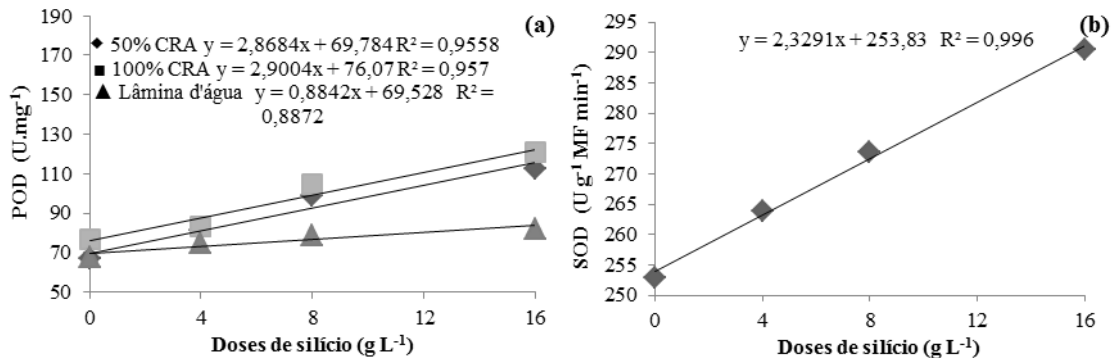 (a)
190
170
150
130
110
90
70
50
POD (U.mg-1)
◆ 50% CRA y = 2,8684x + 69,784 R² = 0,9558
■ 100% CRA y = 2,9004x + 76,07 R² = 0,957
▲ Lâmina d'água y = 0,8842x + 69,528 R² =
0,8872
0 4 8 12 16
Doses de silício (g L-1)
(b)
295
290
285
280
275
270
265
260
255
250
SOD (U g-1 MF min-1)
y = 2,3291x + 253,83 R² = 0,996
0 4 8 12 16
Doses de silício (g L-1)